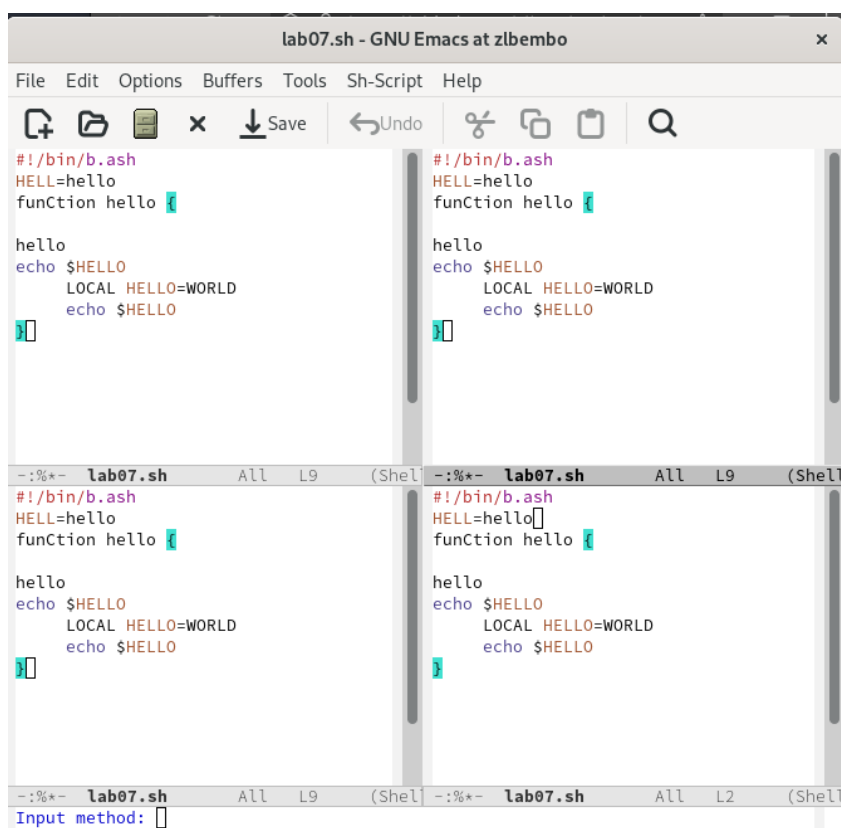 lab07.sh - GNU Emacs at zlbembo ×
File Edit Options Buffers Tools Sh-Script Help
Save Undo
#!/bin/b.ash
HELL=hello
funCtion hello {
hello
echo $HELLO
LOCAL HELLO=WORLD
echo $HELLO
}
-:%*- lab07.sh All L9 (Shel
#!/bin/b.ash
HELL=hello
funCtion hello {
hello
echo $HELLO
LOCAL HELLO=WORLD
echo $HELLO
}
-:%*- lab07.sh All L9 (Shell
#!/bin/b.ash
HELL=hello
funCtion hello {
hello
echo $HELLO
LOCAL HELLO=WORLD
echo $HELLO
}
-:%*- lab07.sh All L9 (Shel
#!/bin/b.ash
HELL=hello
funCtion hello {
hello
echo $HELLO
LOCAL HELLO=WORLD
echo $HELLO
}
-:%*- lab07.sh All L2 (Shell
Input method: